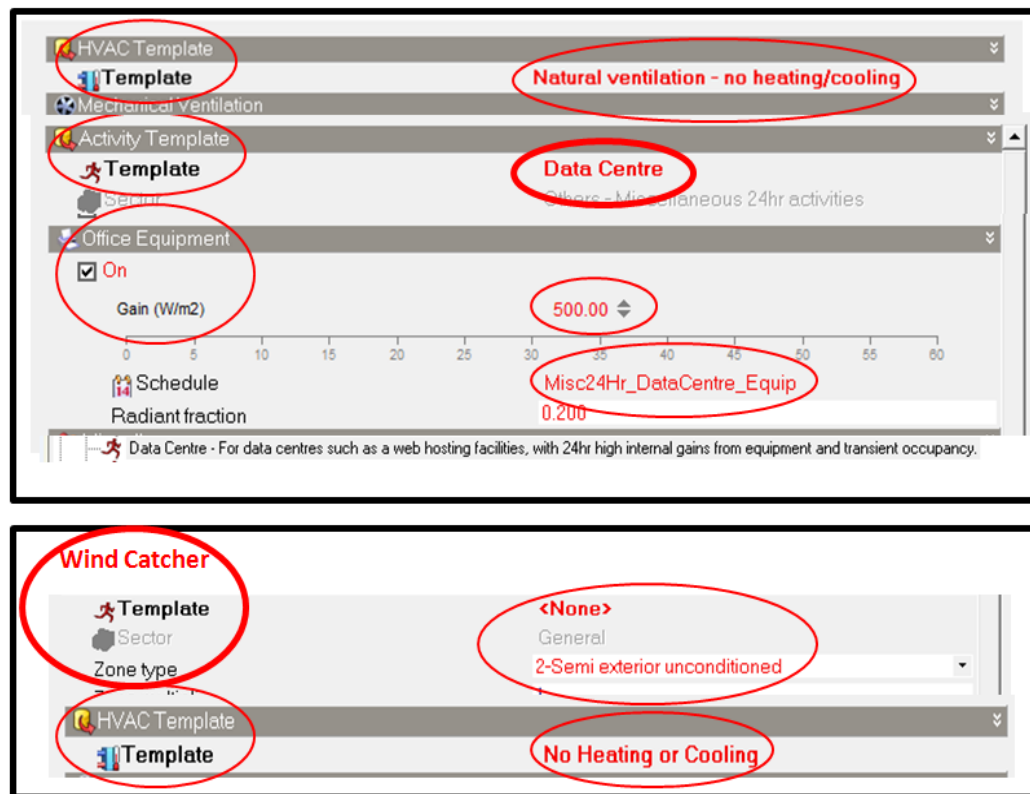 HVAC Template
Template Natural ventilation - no heating/cooling
Mechanical Ventilation
Activity Template
Template Data Centre
Sector Others - Miscellaneous 24hr activities
Office Equipment
On
Gain (W/m2) 500.00
0 5 10 15 20 25 30 35 40 45 50 55 60
14 Schedule Misc24Hr_DataCentre_Equip
Radiant fraction 0.200
Data Centre - For data centres such as a web hosting facilities, with 24hr high internal gains from equipment and transient occupancy.
Wind Catcher
Template <None>
Sector General
Zone type 2-Semi exterior unconditioned
HVAC Template
Template No Heating or Cooling